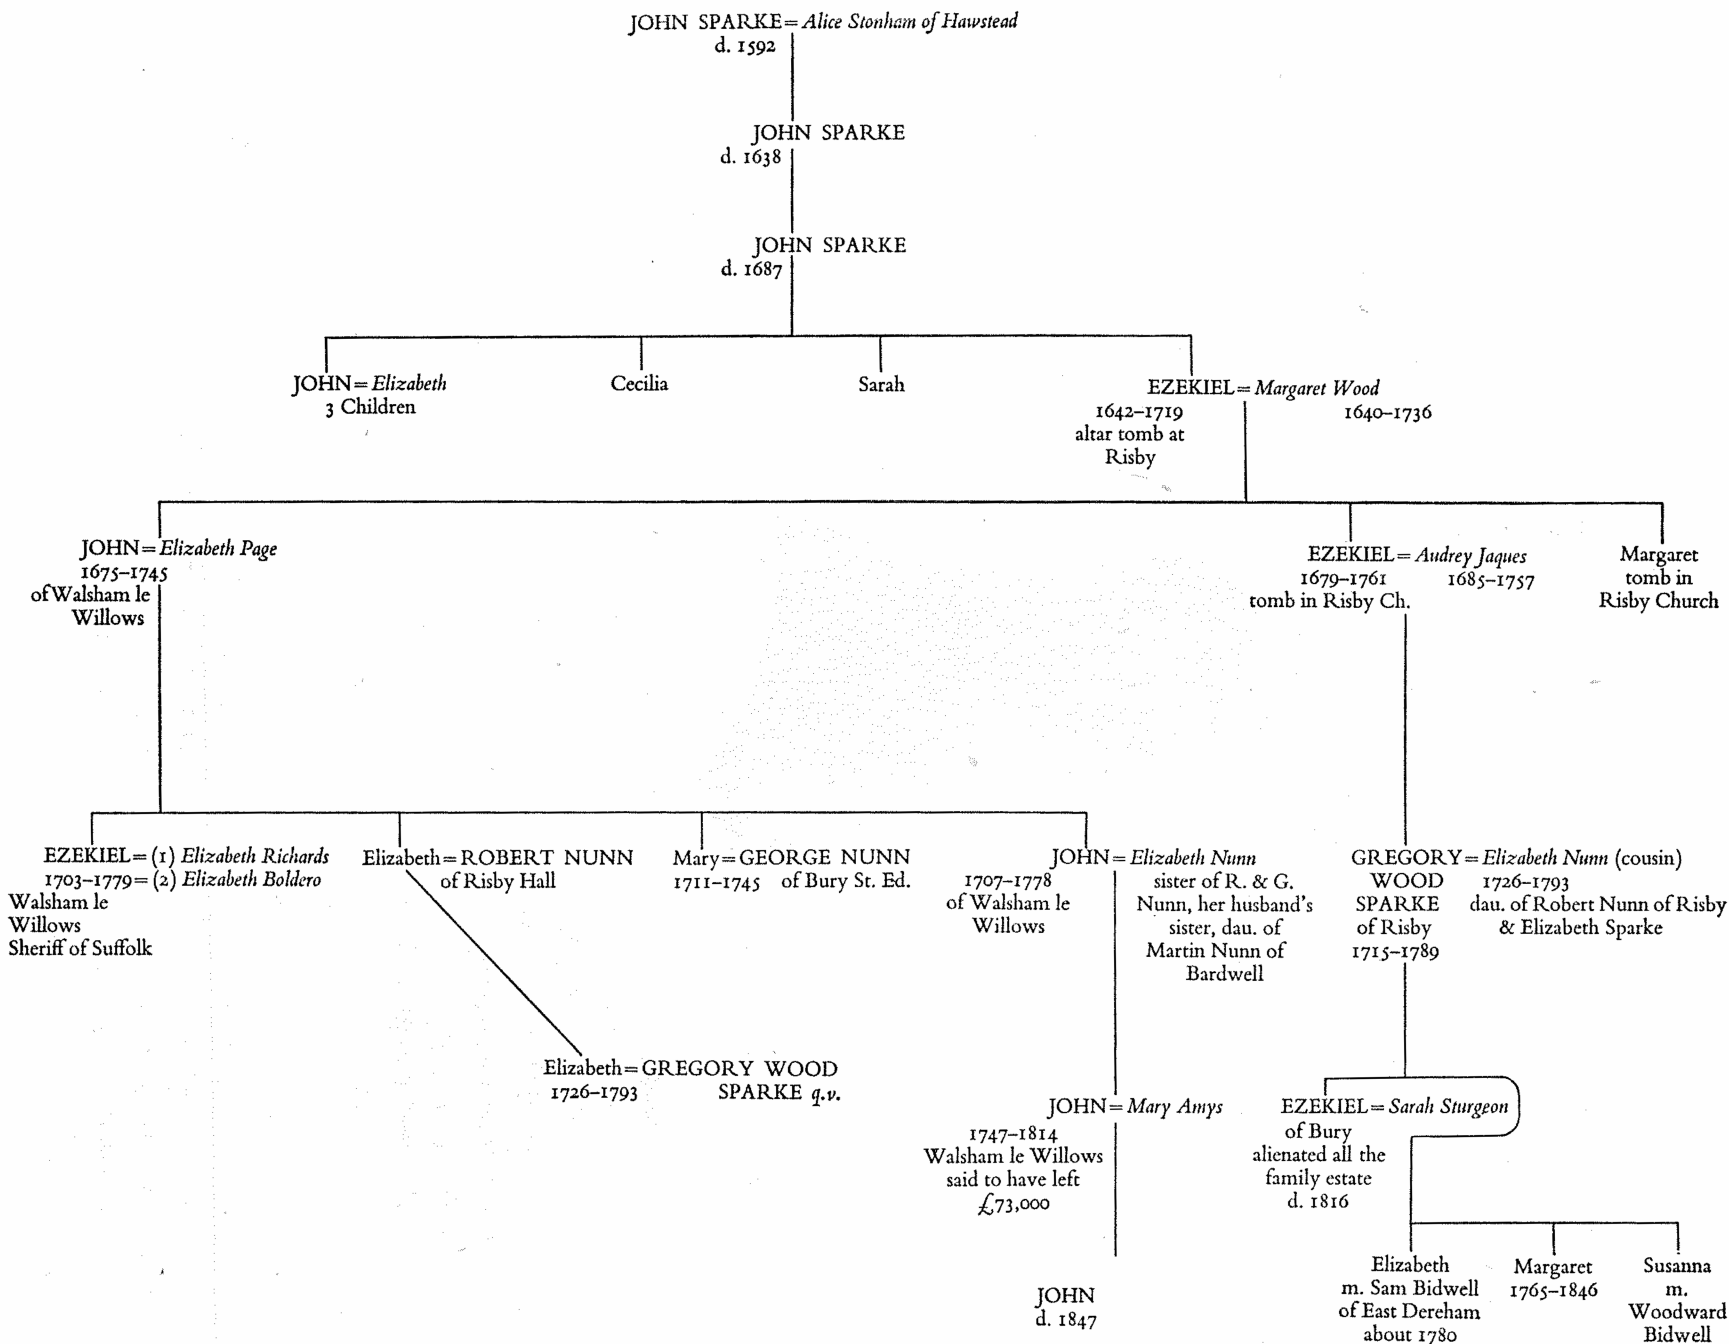 JOHN SPARKE = Alice Stonham of Hawstead
d. 1592
JOHN SPARKE
d. 1638
JOHN SPARKE
d. 1687
JOHN = Elizabeth
3 Children
Cecilia
Sarah
EZEKIEL = Margaret Wood
1642–1719
1640–1736
altar tomb at
Risby
JOHN = Elizabeth Page
1675–1745
of Walsham le
Willows
EZEKIEL = Audrey Jaques
1679–1761
1685–1757
tomb in Risby Ch.
Margaret
tomb in
Risby Church
EZEKIEL = (1) Elizabeth Richards
1703–1779 = (2) Elizabeth Boldero
Walsham le
Willows
Sheriff of Suffolk
Elizabeth = ROBERT NUNN
of Risby Hall
Mary = GEORGE NUNN
1711–1745 of Bury St. Ed.
JOHN = Elizabeth Nunn
1707–1778
of Walsham le
Willows
sister of R. & G.
Nunn, her husband's
sister, dau. of
Martin Nunn of
Bardwell
GREGORY = Elizabeth Nunn (cousin)
WOOD
SPARKE
of Risby
1715–1789
1726–1793
dau. of Robert Nunn of Risby
& Elizabeth Sparke
Elizabeth = GREGORY WOOD
1726–1793 SPARKE q.v.
JOHN = Mary Amys
1747–1814
Walsham le Willows
said to have left
£73,000
EZEKIEL = Sarah Sturgeon
of Bury
alienated all the
family estate
d. 1816
JOHN
d. 1847
Elizabeth
m. Sam Bidwell
of East Dereham
about 1780
Margaret
1765–1846
Susanna
m.
Woodward
Bidwell